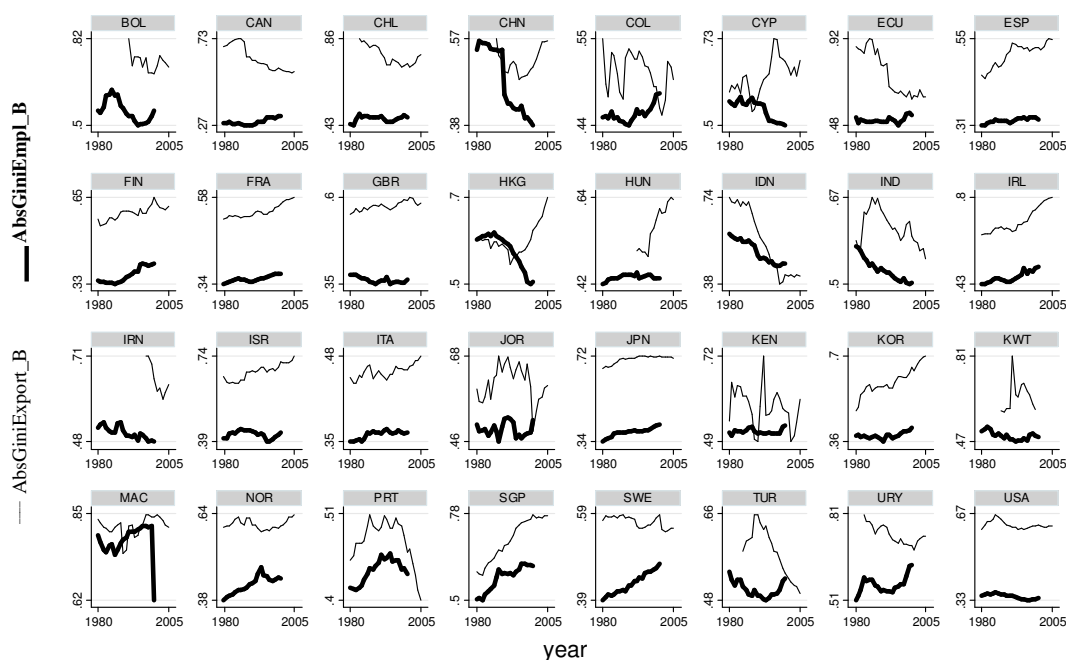 AbsGiniEmpl_B
AbsGiniExport_B
BOL CAN CHL CHN COL CYP ECU ESP
.82 .73 .86 .57 .55 .73 .92 .55
.5 .27 .43 .38 .44 .5 .48 .31
1980 2005 1980 2005 1980 2005 1980 2005 1980 2005 1980 2005 1980 2005 1980 2005
FIN FRA GBR HKG HUN IDN IND IRL
.65 .58 .6 .7 .64 .74 .67 .8
.33 .34 .35 .5 .42 .38 .5 .43
1980 2005 1980 2005 1980 2005 1980 2005 1980 2005 1980 2005 1980 2005 1980 2005
IRN ISR ITA JOR JPN KEN KOR KWT
.71 .74 .48 .68 .72 .72 .7 .81
.48 .39 .35 .46 .34 .49 .36 .47
1980 2005 1980 2005 1980 2005 1980 2005 1980 2005 1980 2005 1980 2005 1980 2005
MAC NOR PRT SGP SWE TUR URY USA
.85 .64 .51 .78 .59 .66 .81 .67
.62 .38 .4 .5 .39 .48 .51 .33
1980 2005 1980 2005 1980 2005 1980 2005 1980 2005 1980 2005 1980 2005 1980 2005
year